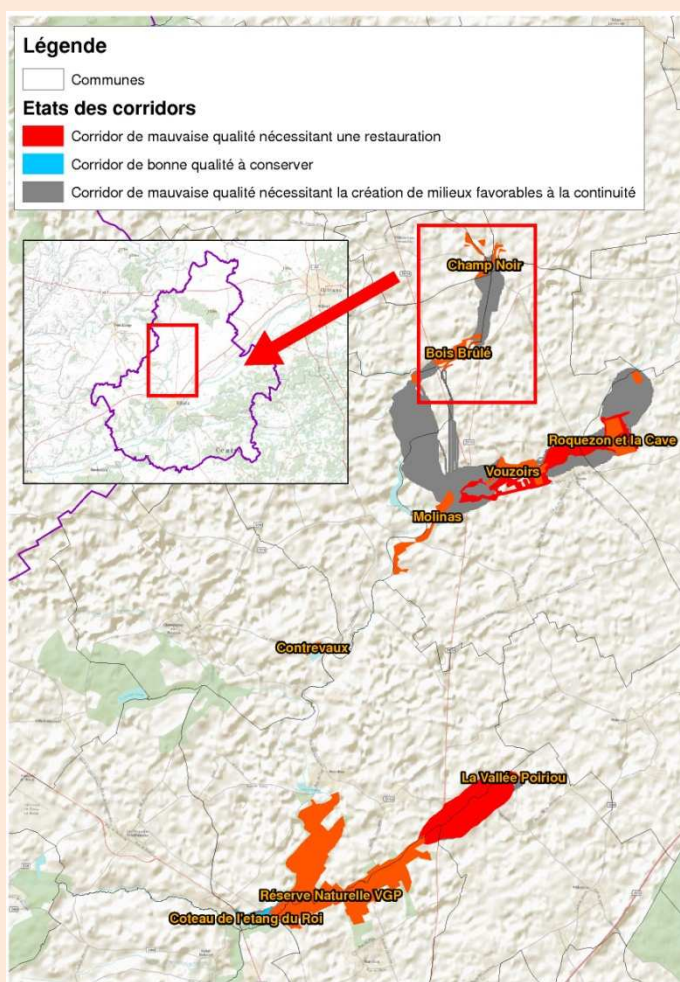 Légende
Communes
Etats des corridors
Corridor de mauvaise qualité nécessitant une restauration
Corridor de bonne qualité à conserver
Corridor de mauvaise qualité nécessitant la création de milieux favorables à la continuité
Champ Noir
Bois Brûlé
Roquezon et la Cave
Vouzoirs
Molinas
Contrevaux
La Vallée Poiriou
Réserve Naturelle VGP
Coteau de l'etang du Roi